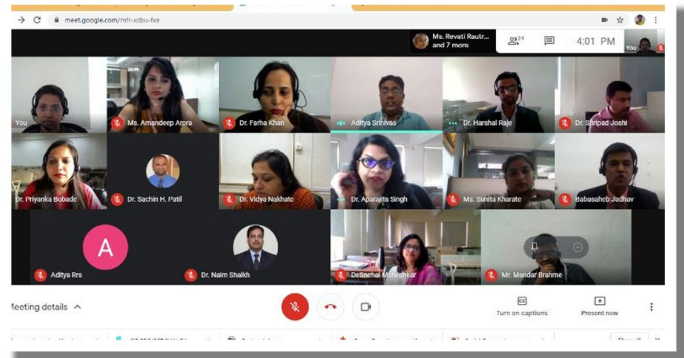 meet.google.com/mfr-xcbu-fxe
Ms. Revati Rautr...
and 7 more
24
4:01 PM
You
You
Ms. Amandeep Arora
Dr. Farha Khan
Aditya Srinivas
Dr. Harshal Raje
Dr. Shripad Joshi
Dr. Priyanka Bobade
Dr. Sachin H. Patil
Dr. Vidya Nakhate
Dr. Aparajita Singh
Ms. Sunita Kharate
Babasaheb Jadhav
A
Aditya Rrs
Dr. Naim Shaikh
Dr.Snehal Maheshkar
Mr. Mandar Brahme
Meeting details
Turn on captions
Present now